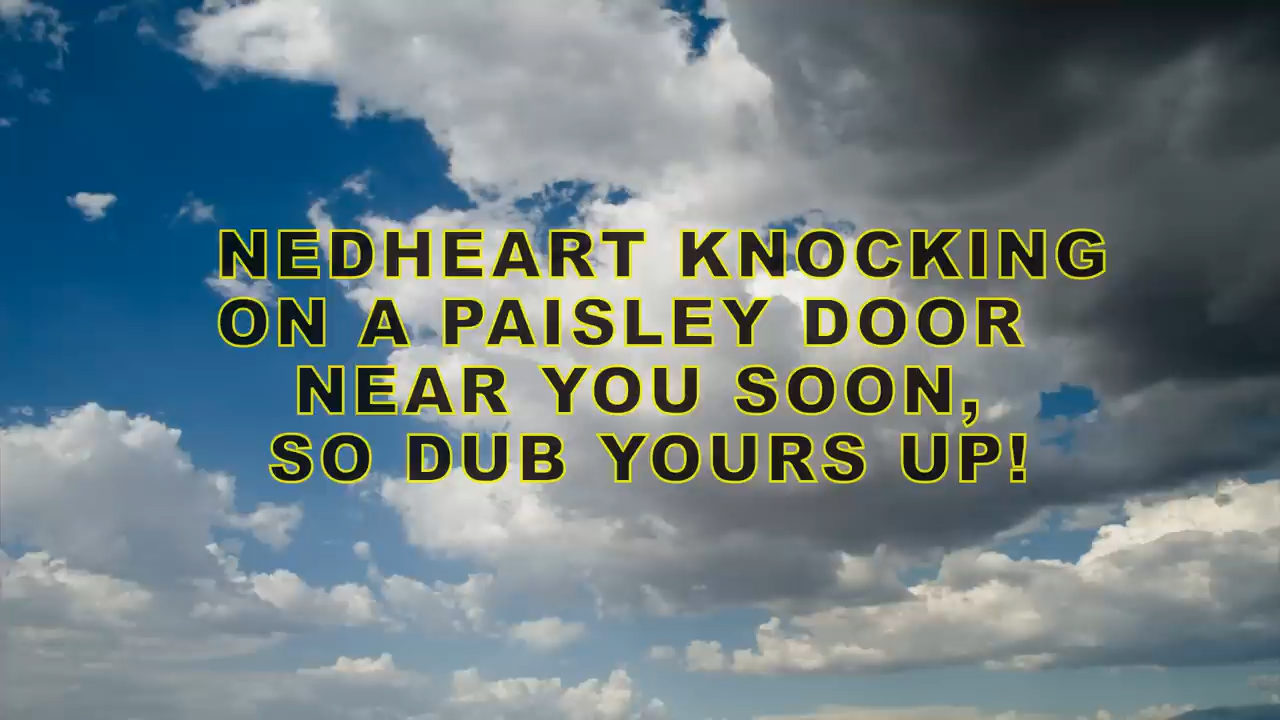 NEDHEART KNOCKING
ON A PAISLEY DOOR
NEAR YOU SOON,
SO DUB YOURS UP!